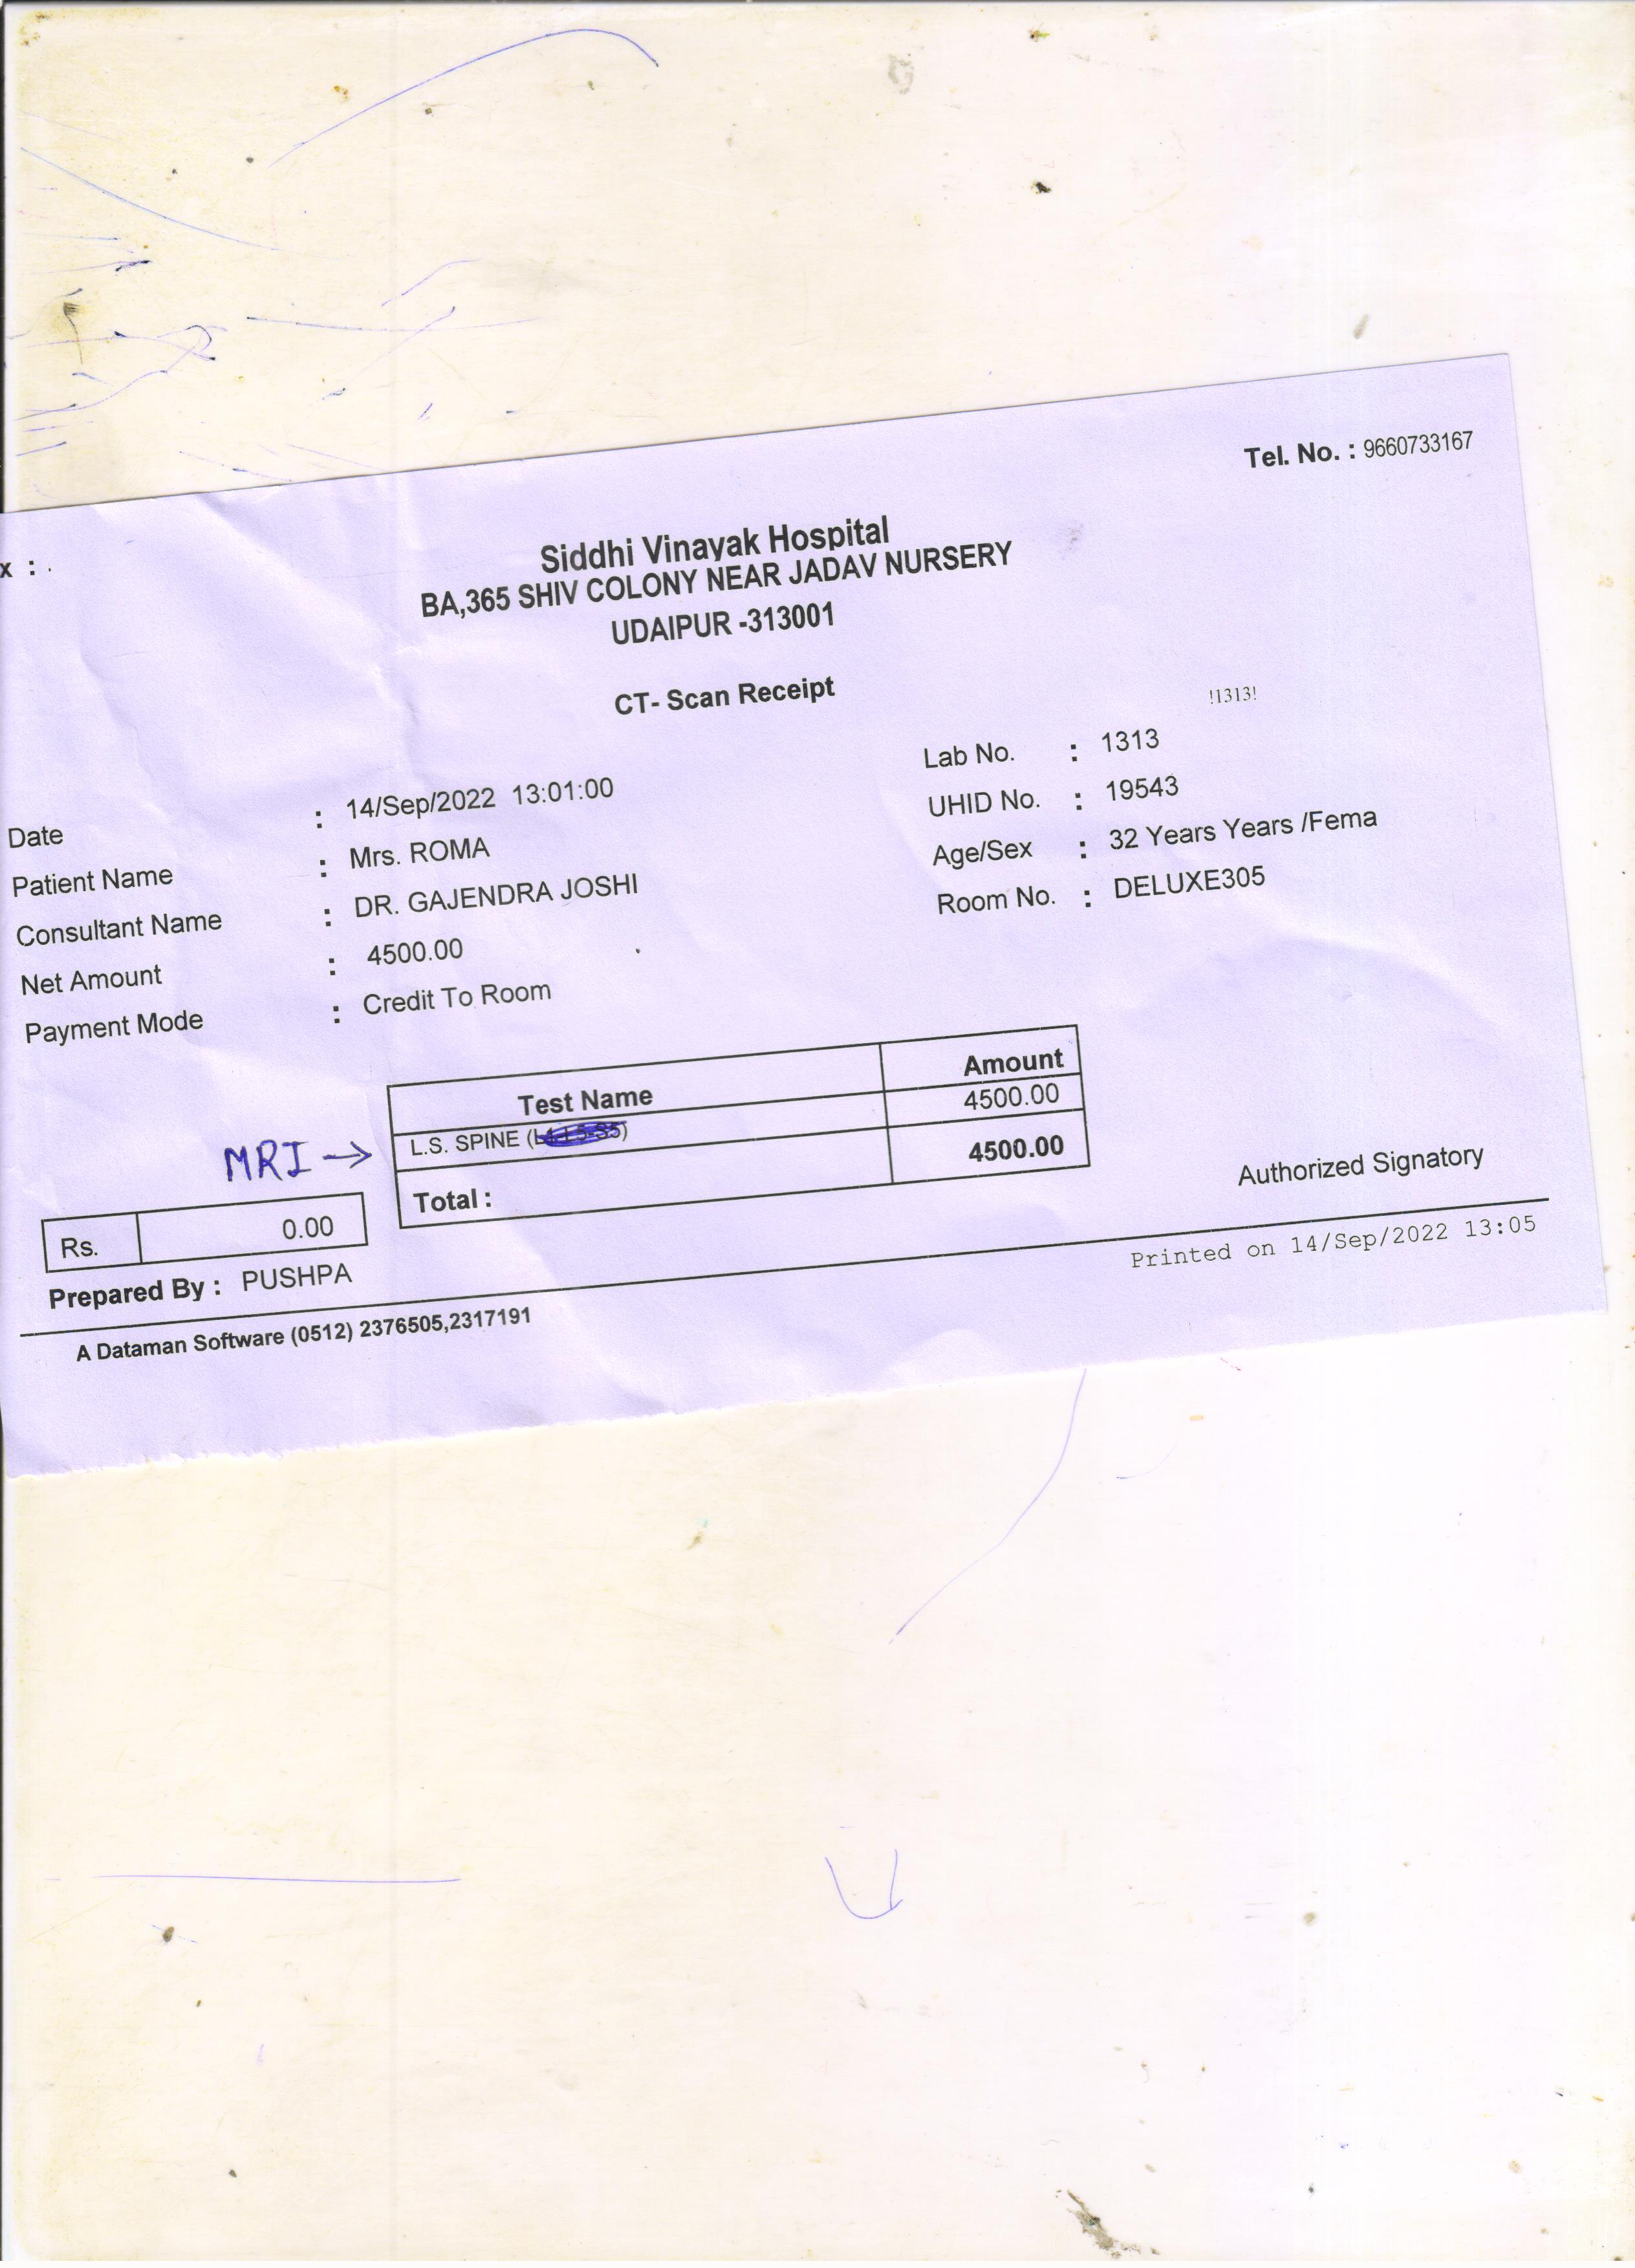 Tel. No. : 9660733167
x : .
Siddhi Vinayak Hospital
BA,365 SHIV COLONY NEAR JADAV NURSERY
UDAIPUR -313001
CT- Scan Receipt
!1313!
Date : 14/Sep/2022 13:01:00 Lab No. : 1313
Patient Name : Mrs. ROMA UHID No. : 19543
Consultant Name : DR. GAJENDRA JOSHI Age/Sex : 32 Years Years /Fema
Net Amount : 4500.00 Room No. : DELUXE305
Payment Mode : Credit To Room
Test Name Amount
MRI → L.S. SPINE ( ) 4500.00
Total : 4500.00
Authorized Signatory
Rs. 0.00
Prepared By : PUSHPA
Printed on 14/Sep/2022 13:05
A Dataman Software (0512) 2376505,2317191